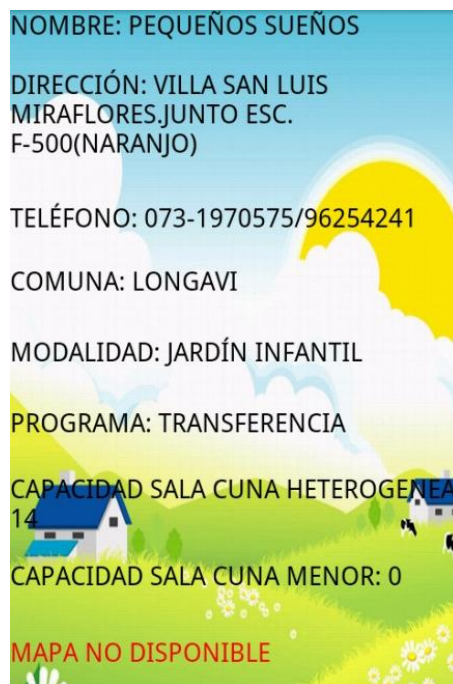 NOMBRE: PEQUEÑOS SUEÑOS
DIRECCIÓN: VILLA SAN LUIS
MIRAFLORES.JUNTO ESC.
F-500(NARANJO)
TELÉFONO: 073-1970575/96254241
COMUNA: LONGAVI
MODALIDAD: JARDÍN INFANTIL
PROGRAMA: TRANSFERENCIA
CAPACIDAD SALA CUNA HETEROGENEA
14
CAPACIDAD SALA CUNA MENOR: 0
MAPA NO DISPONIBLE